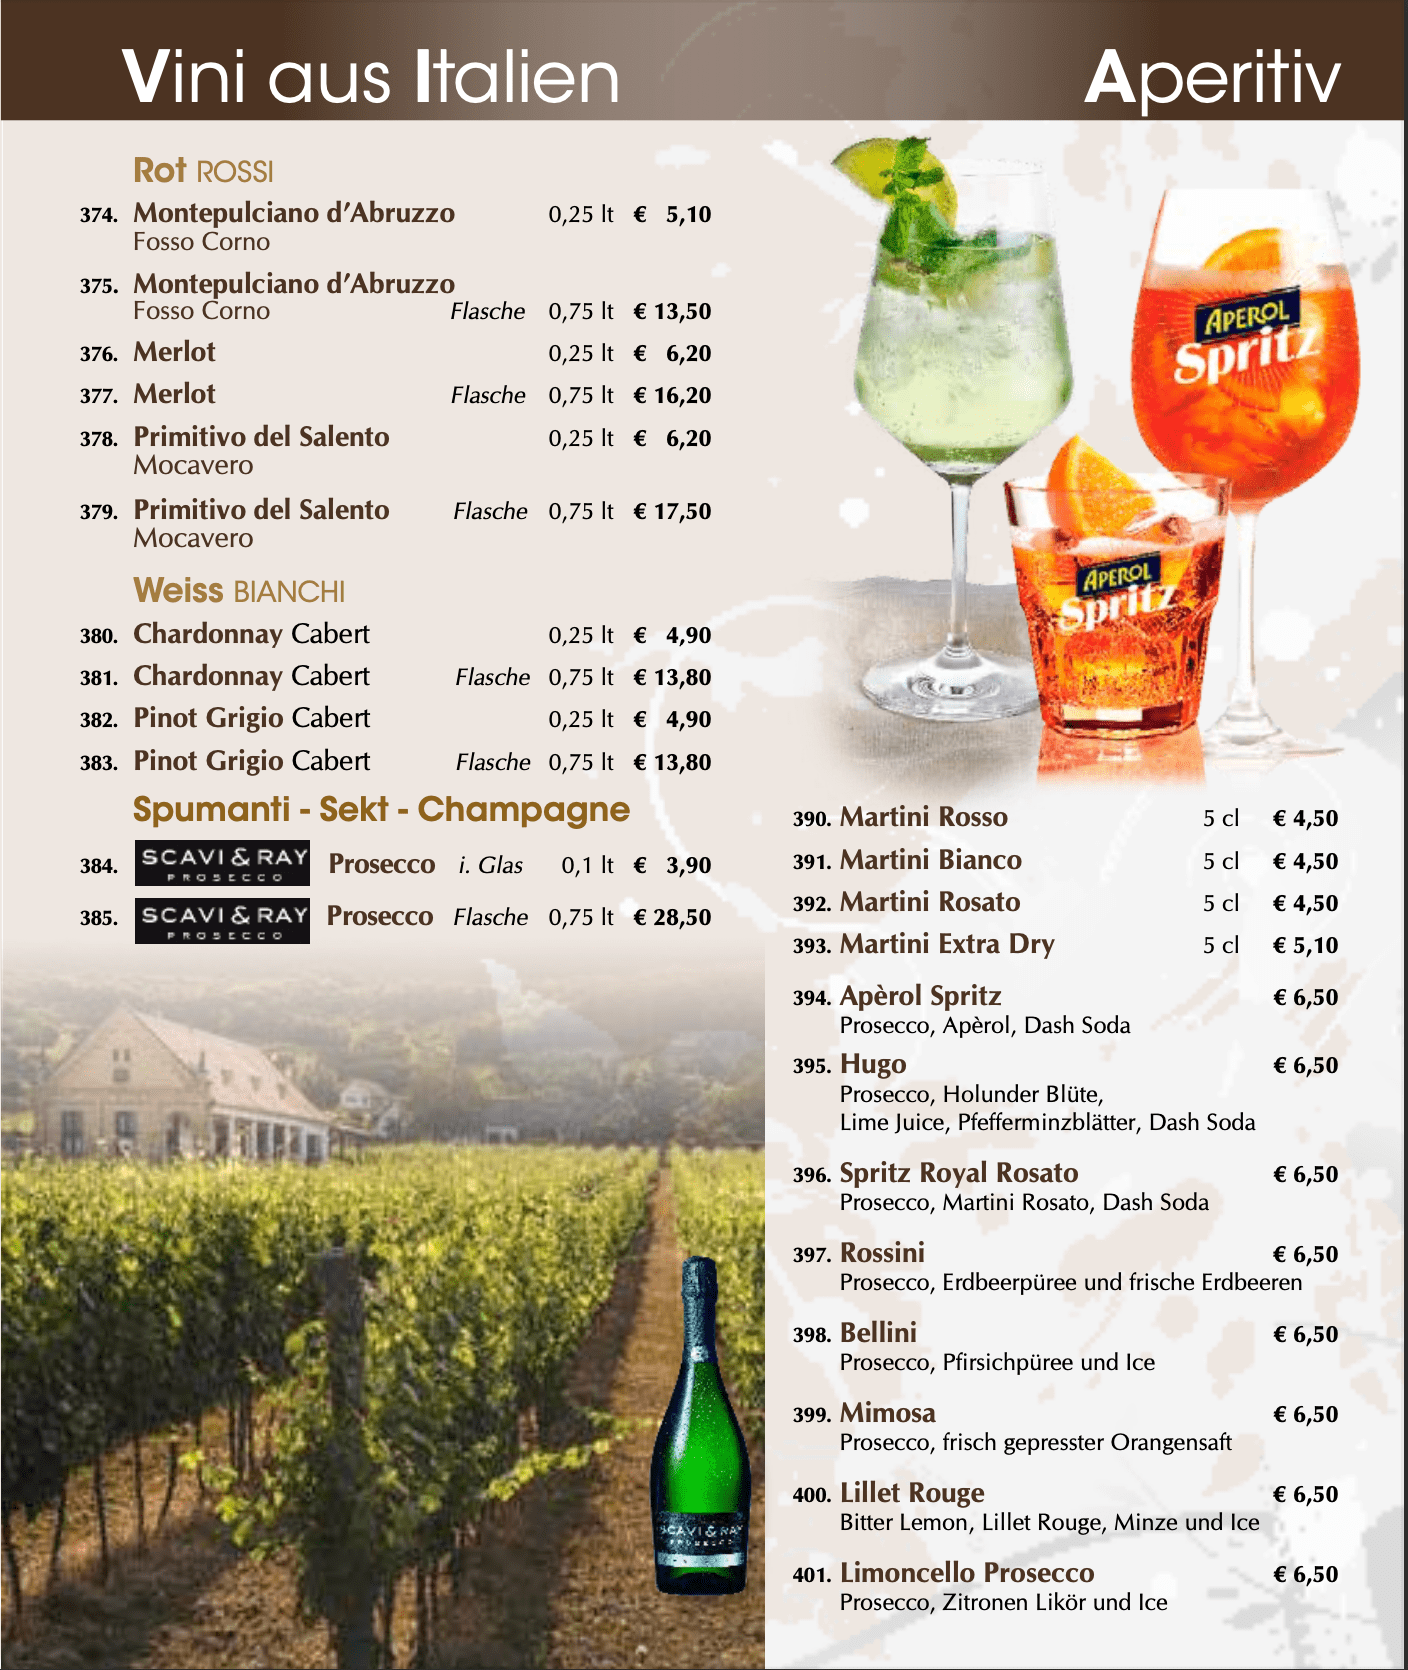 Vini aus Italien
Rot ROSSI
374. Montepulciano d’Abruzzo 0,25 lt € 5,10
Fosso Corno
375. Montepulciano d’Abruzzo
Fosso Corno Flasche 0,75 lt € 13,50
376. Merlot 0,25 lt € 6,20
377. Merlot Flasche 0,75 lt € 16,20
378. Primitivo del Salento 0,25 lt € 6,20
Mocavero
379. Primitivo del Salento Flasche 0,75 lt € 17,50
Mocavero
Weiss BIANCHI
380. Chardonnay Cabert 0,25 lt € 4,90
381. Chardonnay Cabert Flasche 0,75 lt € 13,80
382. Pinot Grigio Cabert 0,25 lt € 4,90
383. Pinot Grigio Cabert Flasche 0,75 lt € 13,80
Spumanti - Sekt - Champagne
384. SCAVI & RAY PROSECCO Prosecco i. Glas 0,1 lt € 3,90
385. SCAVI & RAY PROSECCO Prosecco Flasche 0,75 lt € 28,50
SCAVI & RAY
PROSECCO
Aperitiv
APEROL
Spritz
APEROL
Spritz
390. Martini Rosso 5 cl € 4,50
391. Martini Bianco 5 cl € 4,50
392. Martini Rosato 5 cl € 4,50
393. Martini Extra Dry 5 cl € 5,10
394. Apèrol Spritz € 6,50
Prosecco, Apèrol, Dash Soda
395. Hugo € 6,50
Prosecco, Holunder Blüte,
Lime Juice, Pfefferminzblätter, Dash Soda
396. Spritz Royal Rosato € 6,50
Prosecco, Martini Rosato, Dash Soda
397. Rossini € 6,50
Prosecco, Erdbeerpüree und frische Erdbeeren
398. Bellini € 6,50
Prosecco, Pfirsichpüree und Ice
399. Mimosa € 6,50
Prosecco, frisch gepresster Orangensaft
400. Lillet Rouge € 6,50
Bitter Lemon, Lillet Rouge, Minze und Ice
401. Limoncello Prosecco € 6,50
Prosecco, Zitronen Likör und Ice